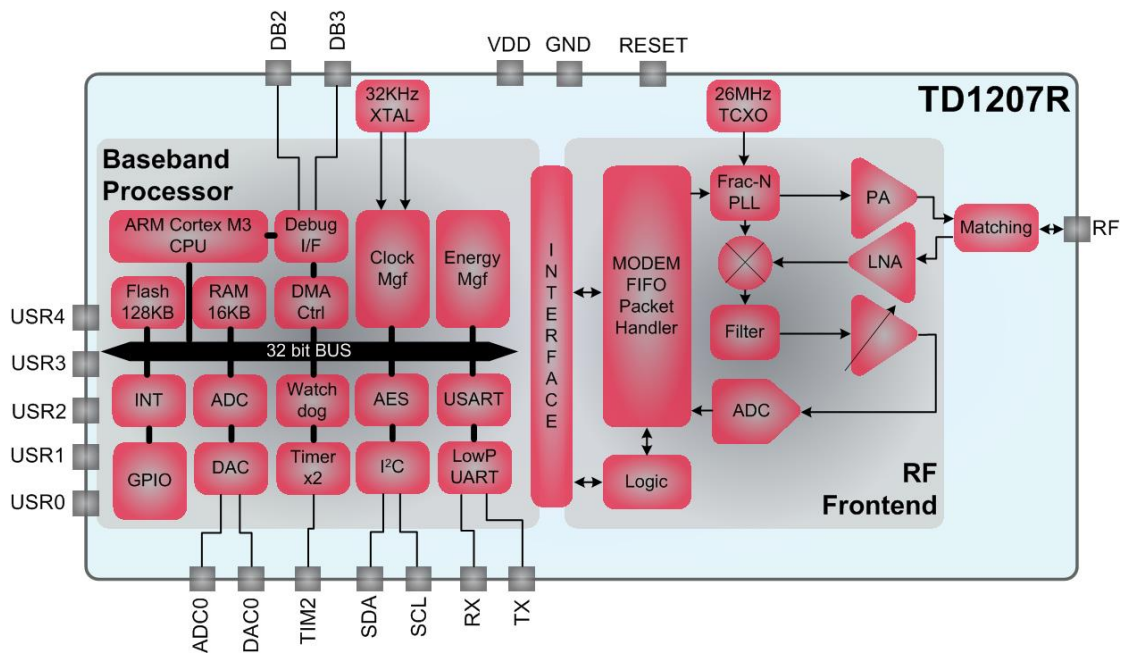 DB2
DB3
VDD
GND
RESET
TD1207R
32KHz
XTAL
26MHz
TCXO
Baseband
Processor
ARM Cortex M3
CPU
Debug
I/F
Clock
Mgf
Energy
Mgf
Flash
128KB
RAM
16KB
DMA
Ctrl
32 bit BUS
INT
ADC
Watch
dog
AES
USART
GPIO
DAC
Timer
x2
I²C
LowP
UART
INTERFACE
MODEM
FIFO
Packet
Handler
Logic
Frac-N
PLL
PA
LNA
Matching
RF
Filter
ADC
RF
Frontend
USR4
USR3
USR2
USR1
USR0
ADC0
DAC0
TIM2
SDA
SCL
RX
TX